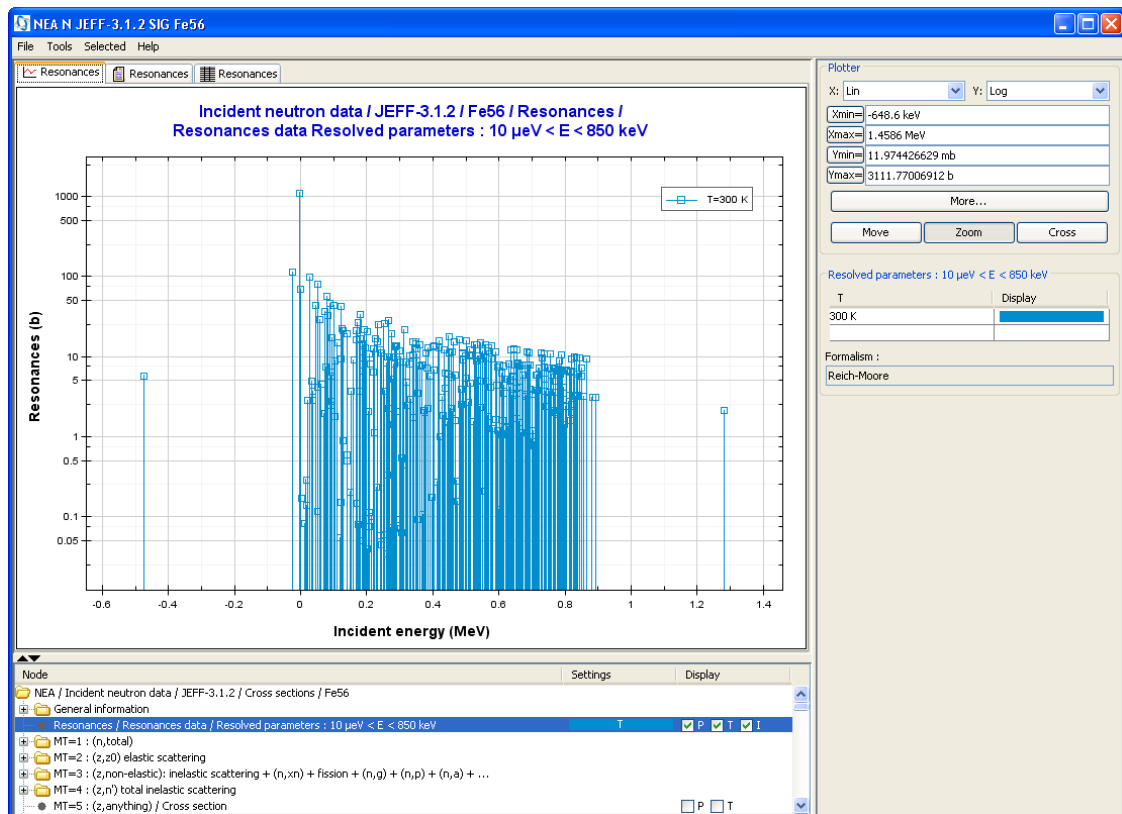 NEA N JEFF-3.1.2 SIG Fe56
File Tools Selected Help
Resonances Resonances Resonances
Incident neutron data / JEFF-3.1.2 / Fe56 / Resonances /
Resonances data Resolved parameters : 10 µeV < E < 850 keV
T=300 K
Resonances (b)
1000
500
100
50
10
5
1
0.5
0.1
0.05
-0.6 -0.4 -0.2 0 0.2 0.4 0.6 0.8 1 1.2 1.4
Incident energy (MeV)
Plotter
X: Lin Y: Log
Xmin= -648.6 keV
Xmax= 1.4586 MeV
Ymin= 11.974426629 mb
Ymax= 3111.77006912 b
More...
Move Zoom Cross
Resolved parameters : 10 µeV < E < 850 keV
T Display
300 K
Formalism :
Reich-Moore
Node Settings Display
NEA / Incident neutron data / JEFF-3.1.2 / Cross sections / Fe56
General information
Resonances / Resonances data / Resolved parameters : 10 µeV < E < 850 keV T P T I
MT=1 : (n,total)
MT=2 : (z,z0) elastic scattering
MT=3 : (z,non-elastic): inelastic scattering + (n,xn) + fission + (n,g) + (n,p) + (n,a) + ...
MT=4 : (z,n') total inelastic scattering
MT=5 : (z,anything) / Cross section P T